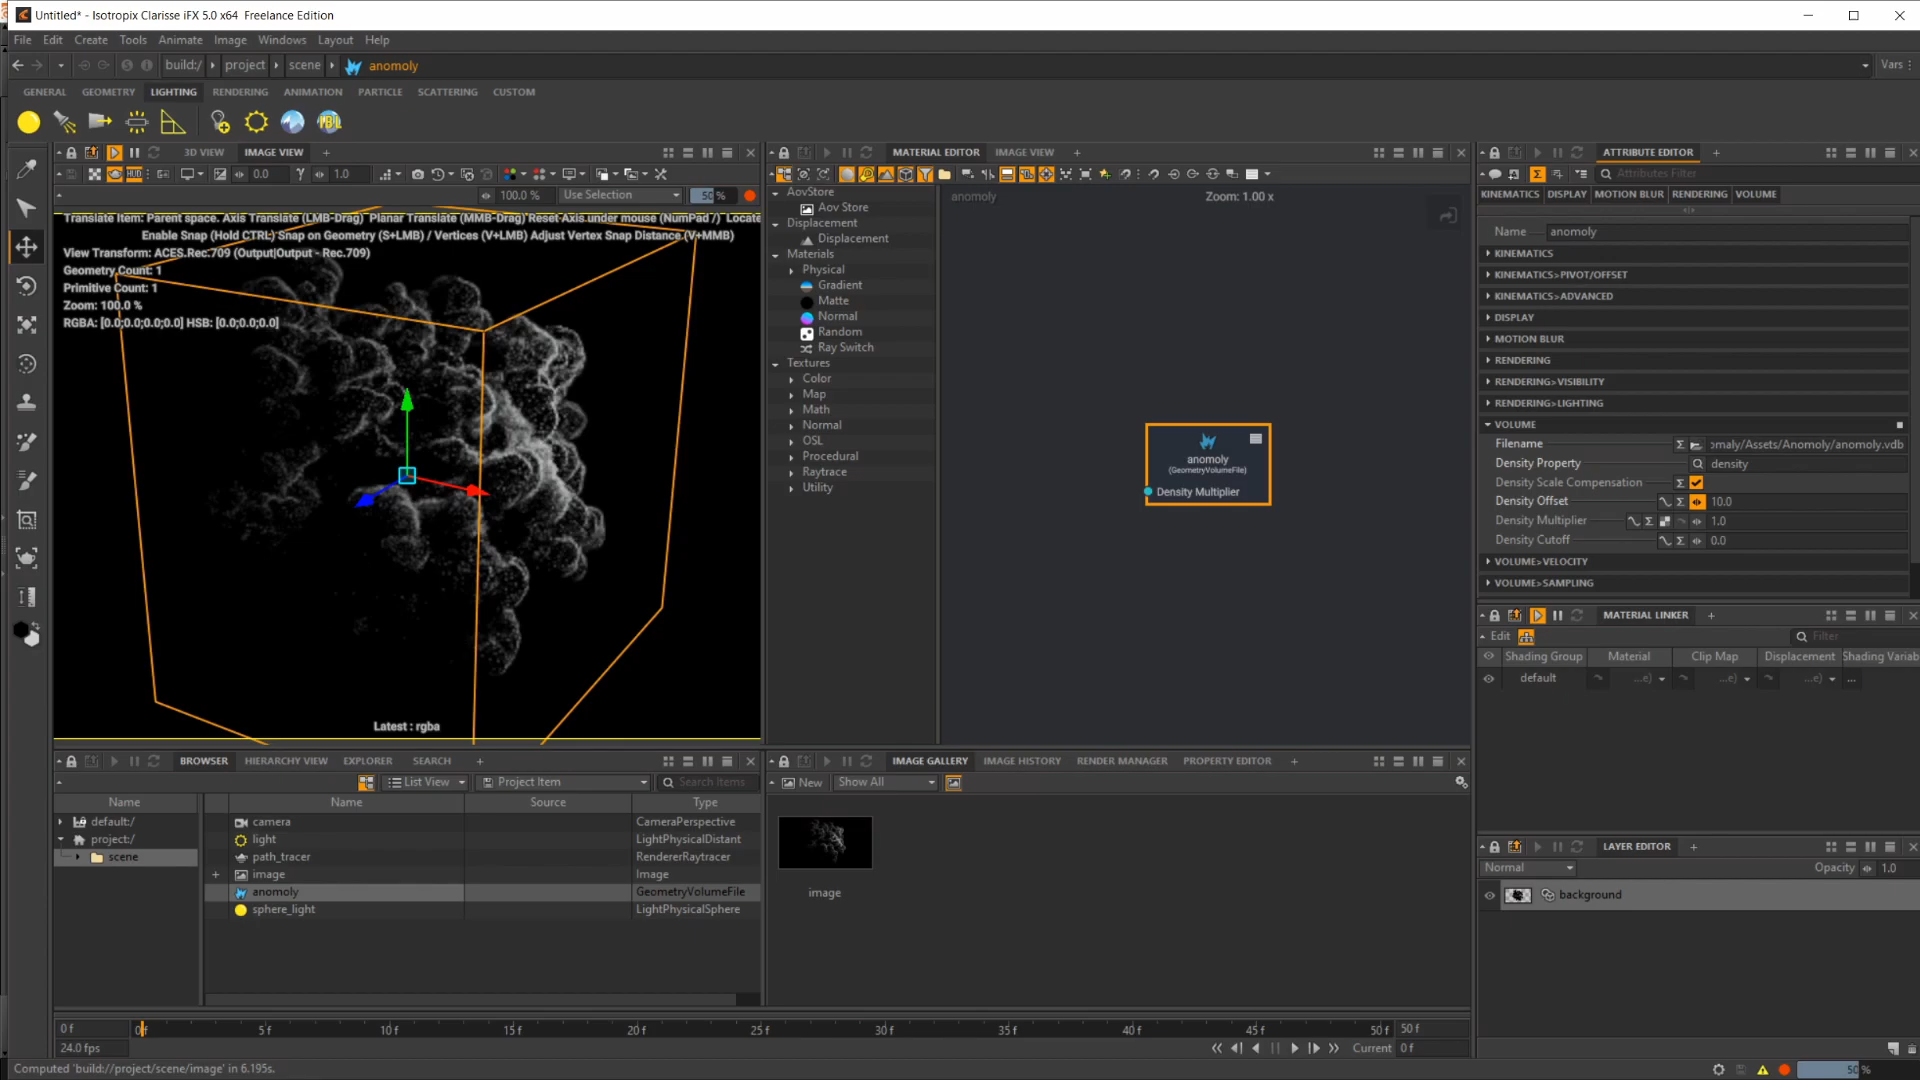 Untitled* - Isotropix Clarisse iFX 5.0 x64  Freelance Edition
File Edit Create Tools Animate Image Windows Layout Help
build:/ project scene anomoly Vars
GENERAL GEOMETRY LIGHTING RENDERING ANIMATION PARTICLE SCATTERING CUSTOM
IBL
3D VIEW IMAGE VIEW +
HUD 0.0 γ 1.0
100.0 % Use Selection 50 %
Translate Item: Parent space. Axis Translate (LMB-Drag)  Planar Translate (MMB-Drag) Reset Axis under mouse (NumPad /)  Locate
Enable Snap (Hold CTRL) Snap on Geometry (S+LMB) / Vertices (V+LMB) Adjust Vertex Snap Distance (V+MMB)
View Transform: ACES.Rec.709 (Output|Output - Rec.709)
Geometry Count: 1
Primitive Count: 1
Zoom: 100.0 %
RGBA: [0.0;0.0;0.0;0.0] HSB: [0.0;0.0;0.0]
Latest : rgba
MATERIAL EDITOR IMAGE VIEW +
AovStore
Aov Store
Displacement
Displacement
Materials
Physical
Gradient
Matte
Normal
Random
Ray Switch
Textures
Color
Map
Math
Normal
OSL
Procedural
Raytrace
Utility
anomoly
Zoom: 1.00 x
anomoly
(GeometryVolumeFile)
Density Multiplier
ATTRIBUTE EDITOR +
Attributes Filter
KINEMATICS DISPLAY MOTION BLUR RENDERING VOLUME
Name anomoly
KINEMATICS
KINEMATICS>PIVOT/OFFSET
KINEMATICS>ADVANCED
DISPLAY
MOTION BLUR
RENDERING
RENDERING>VISIBILITY
RENDERING>LIGHTING
VOLUME
Filename Σ omaly/Assets/Anomoly/anomoly.vdb
Density Property density
Density Scale Compensation Σ
Density Offset Σ 10.0
Density Multiplier Σ 1.0
Density Cutoff Σ 0.0
VOLUME>VELOCITY
VOLUME>SAMPLING
MATERIAL LINKER +
Edit Filter
Shading Group Material Clip Map Displacement Shading Variab
default ...e) ...e) ...e) ...
LAYER EDITOR +
Normal Opacity 1.0
background
BROWSER HIERARCHY VIEW EXPLORER SEARCH +
List View Project Item Search Items
Name
default:/
project:/
scene
Name Source Type
camera CameraPerspective
light LightPhysicalDistant
path_tracer RendererRaytracer
+ image Image
anomoly GeometryVolumeFile
sphere_light LightPhysicalSphere
IMAGE GALLERY IMAGE HISTORY RENDER MANAGER PROPERTY EDITOR +
New Show All
image
0 f 0f 5 f 10 f 15 f 20 f 25 f 30 f 35 f 40 f 45 f 50 f 50 f
24.0 fps Current 0 f
Computed 'build://project/scene/image' in 6.195s. 50 %